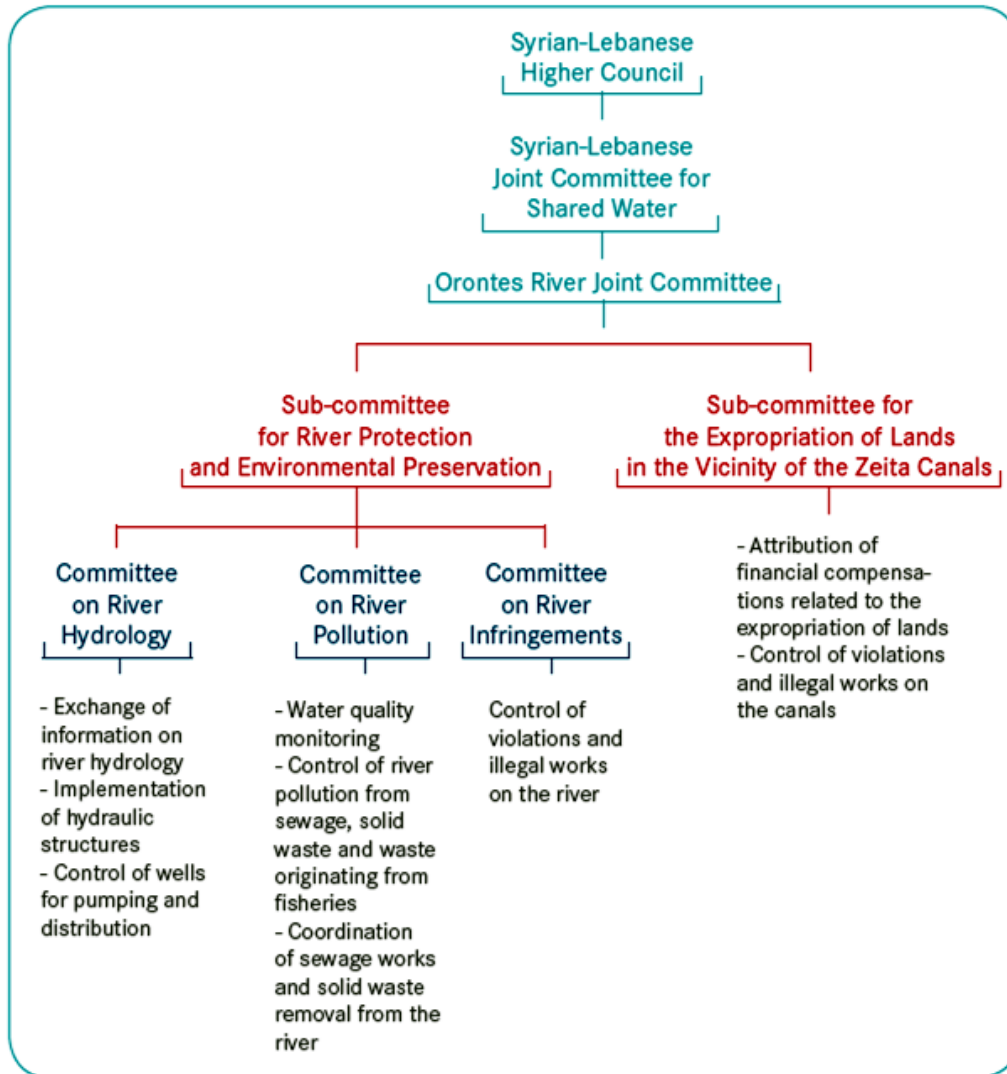 Syrian-Lebanese
Higher Council
Syrian-Lebanese
Joint Committee for
Shared Water
Orontes River Joint Committee
Sub-committee
for River Protection
and Environmental Preservation
Sub-committee for
the Expropriation of Lands
in the Vicinity of the Zeita Canals
Committee
on River
Hydrology
- Exchange of
information on
river hydrology
- Implementation
of hydraulic
structures
- Control of wells
for pumping and
distribution
Committee
on River
Pollution
- Water quality
monitoring
- Control of river
pollution from
sewage, solid
waste and waste
originating from
fisheries
- Coordination
of sewage works
and solid waste
removal from the
river
Committee
on River
Infringements
Control of
violations and
illegal works
on the river
- Attribution of
financial compensa-
tions related to the
expropriation of lands
- Control of violations
and illegal works on
the canals